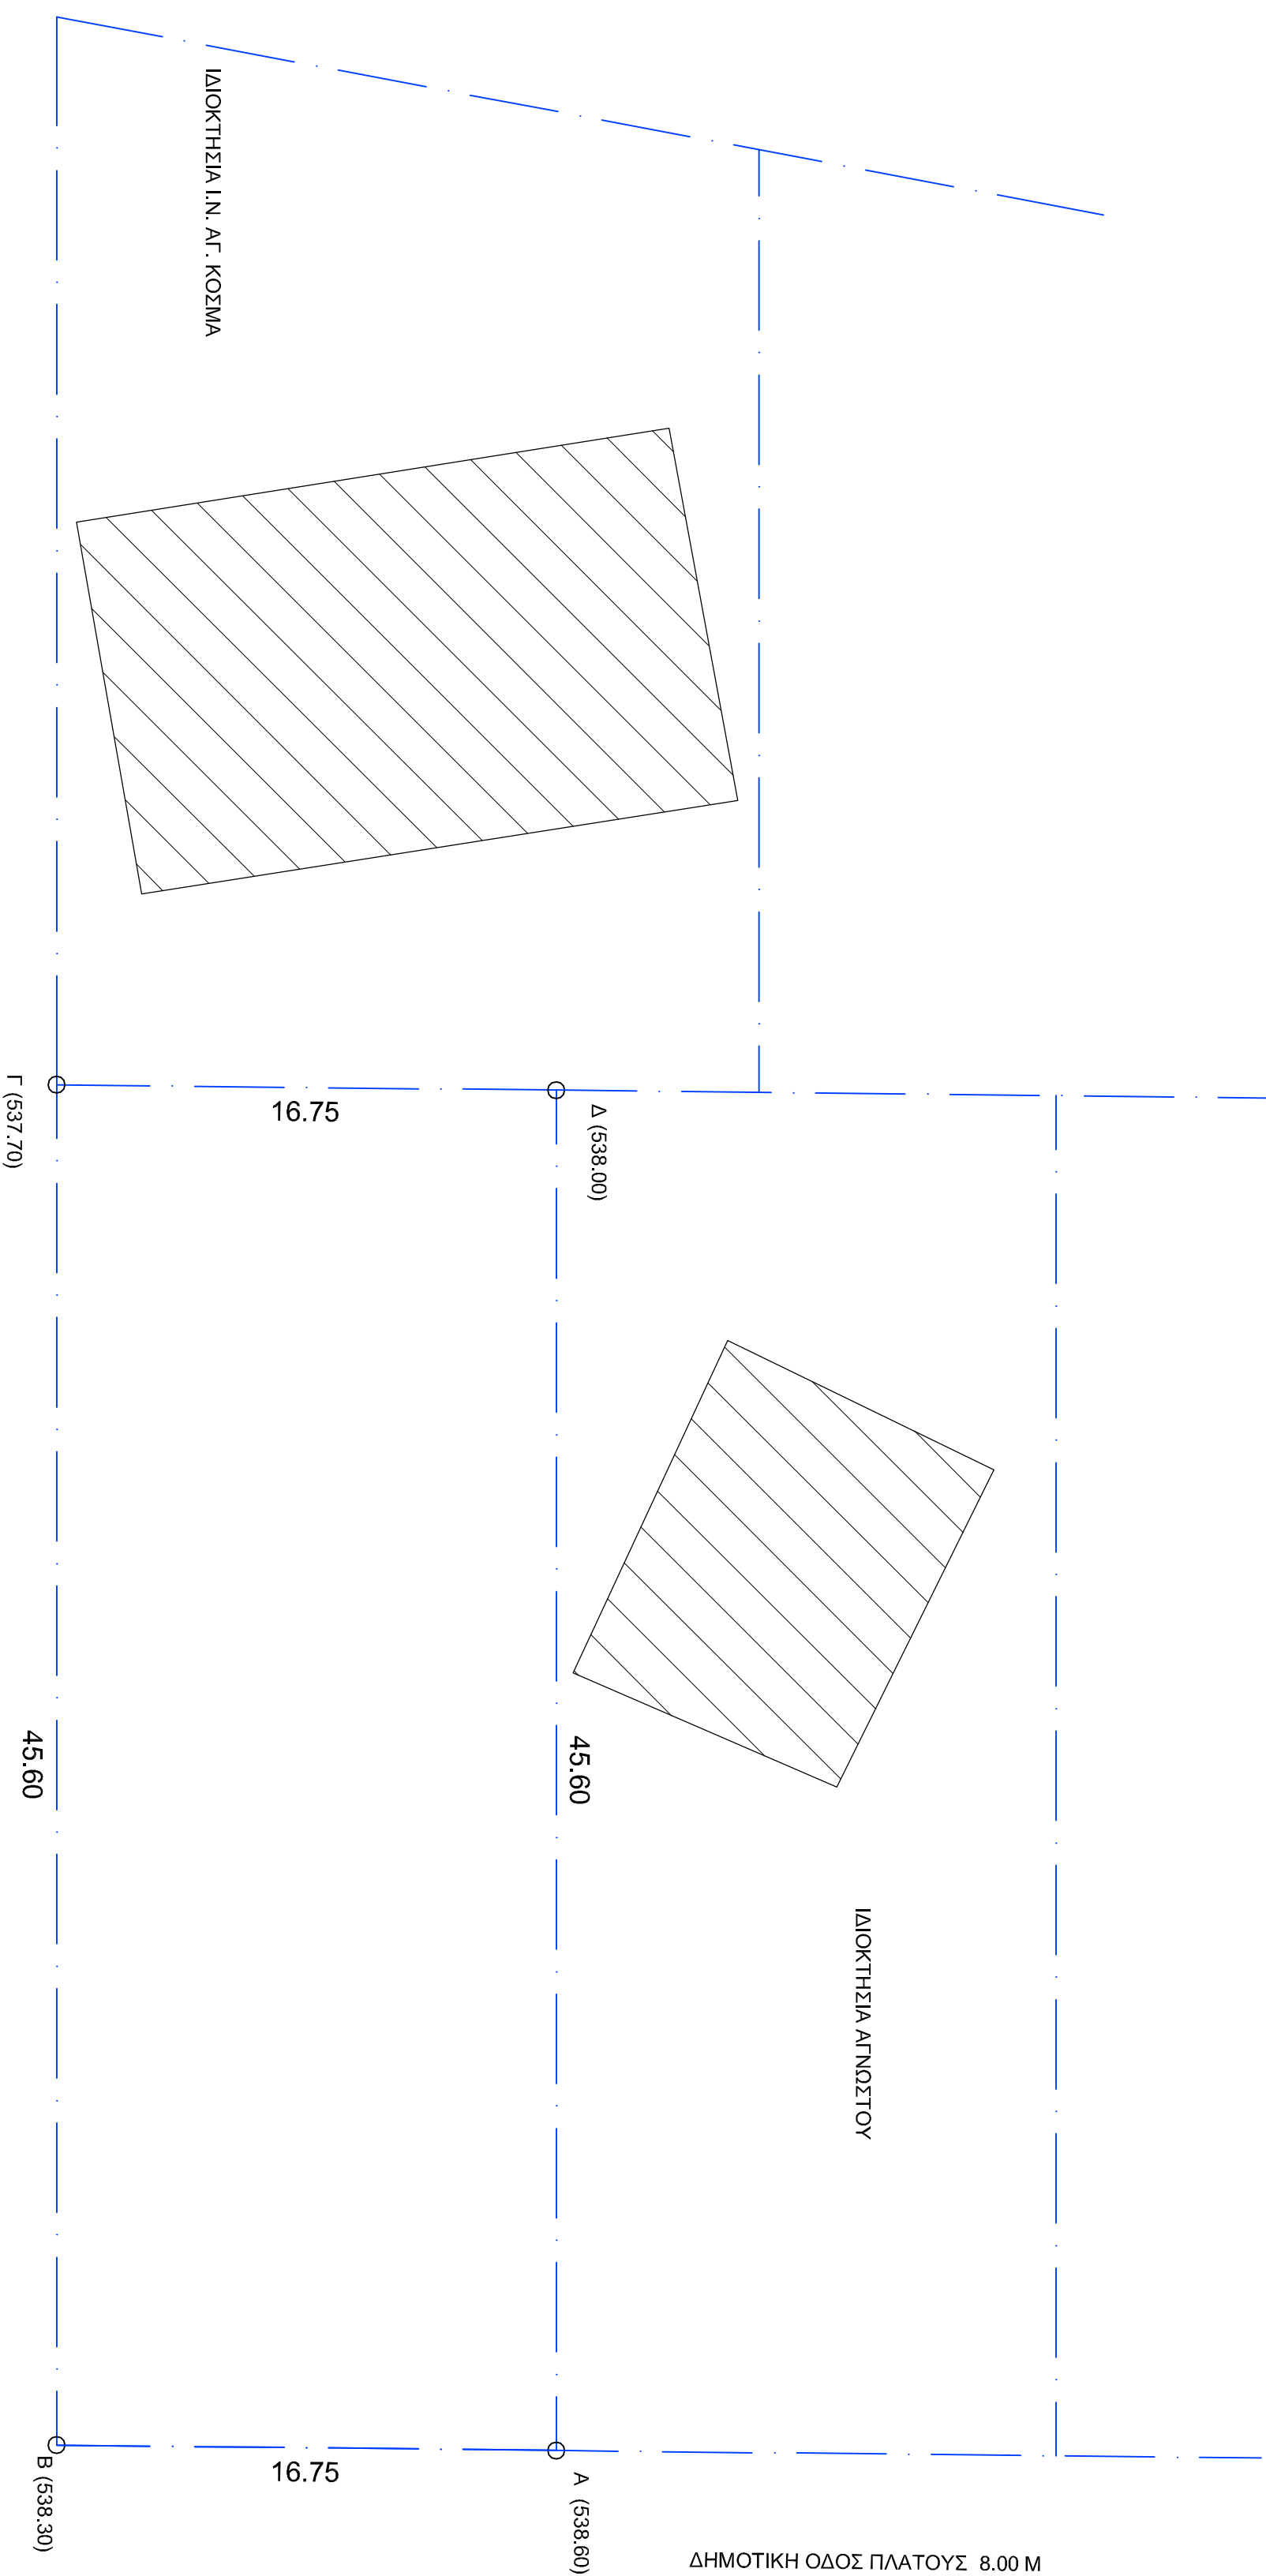 ΙΔΙΟΚΤΗΣΙΑ Ι.Ν. ΑΓ. ΚΟΣΜΑ
Γ (537.70)
16.75
Δ (538.00)
45.60
45.60
ΙΔΙΟΚΤΗΣΙΑ ΑΓΝΩΣΤΟΥ
Β (538.30)
16.75
Α (538.60)
ΔΗΜΟΤΙΚΗ ΟΔΟΣ ΠΛΑΤΟΥΣ 8.00 Μ